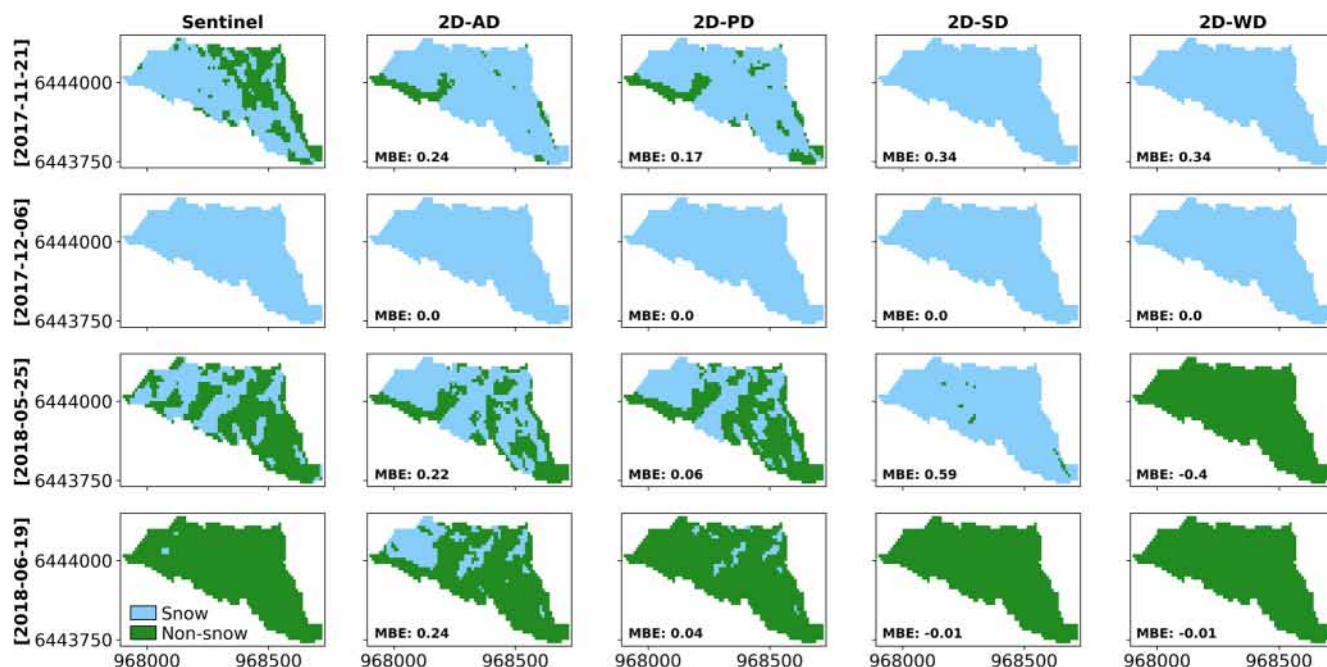 Sentinel 2D-AD 2D-PD 2D-SD 2D-WD
[2017-11-21]
6444000
6443750
MBE: 0.24 MBE: 0.17 MBE: 0.34 MBE: 0.34
[2017-12-06]
6444000
6443750
MBE: 0.0 MBE: 0.0 MBE: 0.0 MBE: 0.0
[2018-05-25]
6444000
6443750
MBE: 0.22 MBE: 0.06 MBE: 0.59 MBE: -0.4
[2018-06-19]
6444000
6443750
Snow
Non-snow
MBE: 0.24 MBE: 0.04 MBE: -0.01 MBE: -0.01
968000 968500 968000 968500 968000 968500 968000 968500 968000 968500